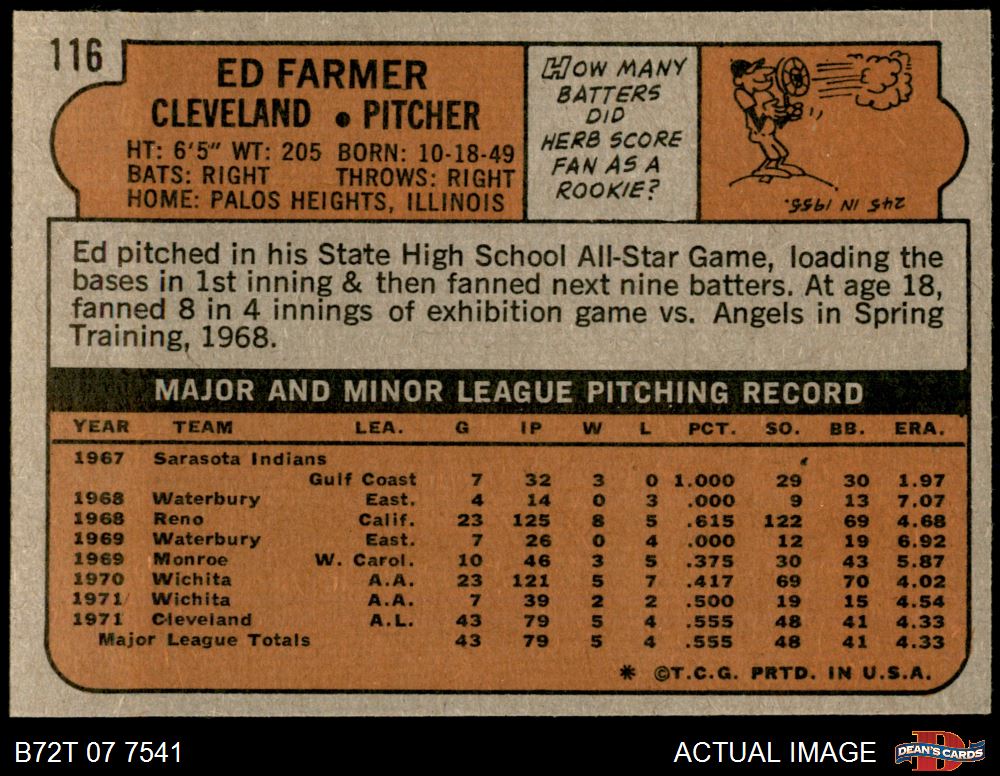 116
ED FARMER
CLEVELAND • PITCHER
HT: 6'5" WT: 205 BORN: 10-18-49
BATS: RIGHT THROWS: RIGHT
HOME: PALOS HEIGHTS, ILLINOIS
HOW MANY
BATTERS
DID
HERB SCORE
FAN AS A
ROOKIE?
245 IN 1955.
Ed pitched in his State High School All-Star Game, loading the
bases in 1st inning & then fanned next nine batters. At age 18,
fanned 8 in 4 innings of exhibition game vs. Angels in Spring
Training, 1968.
MAJOR AND MINOR LEAGUE PITCHING RECORD
YEAR TEAM LEA. G IP W L PCT. SO. BB. ERA.
1967 Sarasota Indians
Gulf Coast 7 32 3 0 1.000 29 30 1.97
1968 Waterbury East. 4 14 0 3 .000 9 13 7.07
1968 Reno Calif. 23 125 8 5 .615 122 69 4.68
1969 Waterbury East. 7 26 0 4 .000 12 19 6.92
1969 Monroe W. Carol. 10 46 3 5 .375 30 43 5.87
1970 Wichita A.A. 23 121 5 7 .417 69 70 4.02
1971 Wichita A.A. 7 39 2 2 .500 19 15 4.54
1971 Cleveland A.L. 43 79 5 4 .555 48 41 4.33
Major League Totals 43 79 5 4 .555 48 41 4.33
* ©T.C.G. PRTD. IN U.S.A.
B72T 07 7541
ACTUAL IMAGE
DEAN'S CARDS